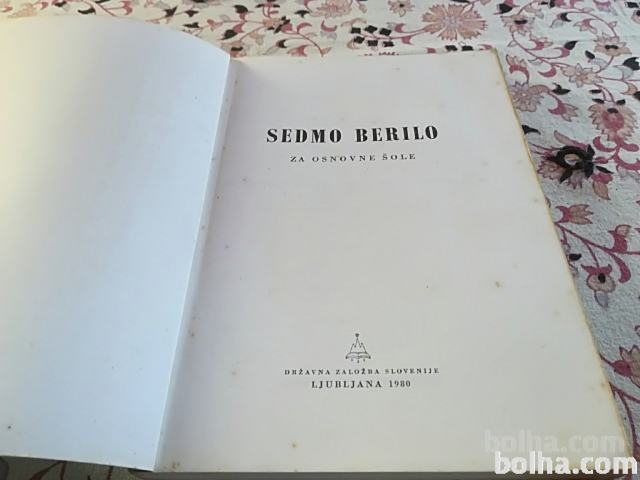 SEDMO BERILO
ZA OSNOVNE ŠOLE
DRŽAVNA ZALOŽBA SLOVENIJE
LJUBLJANA 1980
bolha.com
bolha.com